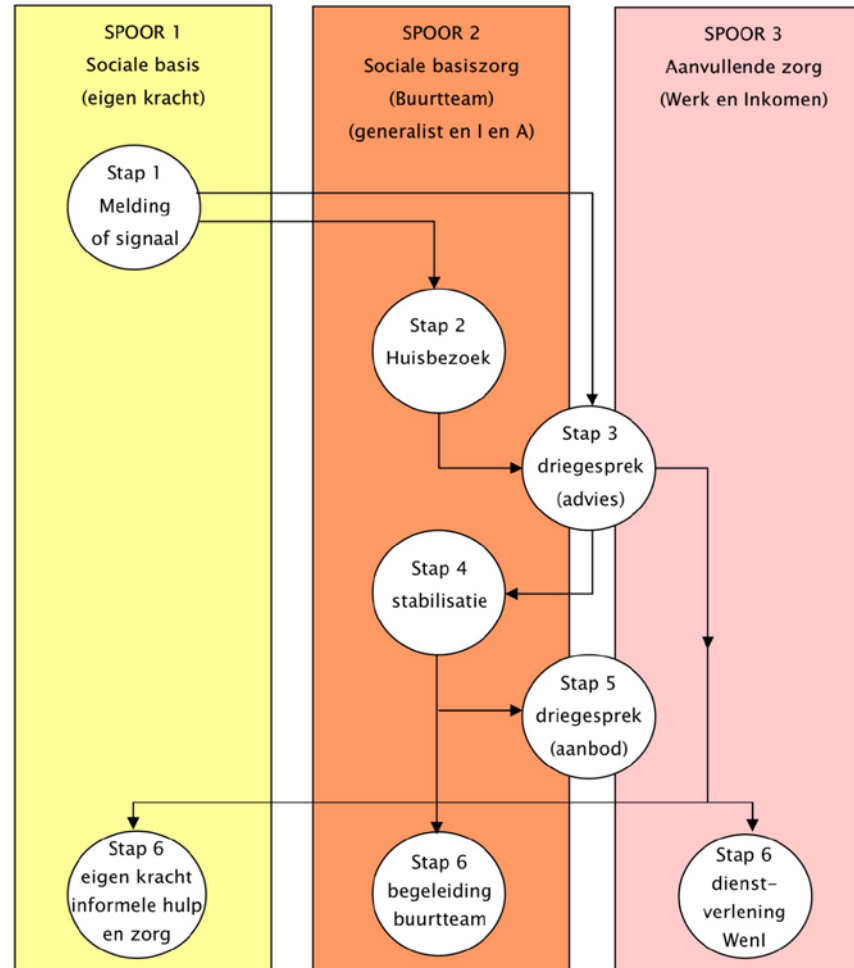 SPOOR 1
Sociale basis
(eigen kracht)
SPOOR 2
Sociale basiszorg
(Buurtteam)
(generalist en I en A)
SPOOR 3
Aanvullende zorg
(Werk en Inkomen)
Stap 1
Melding
of signaal
Stap 2
Huisbezoek
Stap 3
driegesprek
(advies)
Stap 4
stabilisatie
Stap 5
driegesprek
(aanbod)
Stap 6
eigen kracht
informele hulp
en zorg
Stap 6
begeleiding
buurtteam
Stap 6
dienst-
verlening
WenI